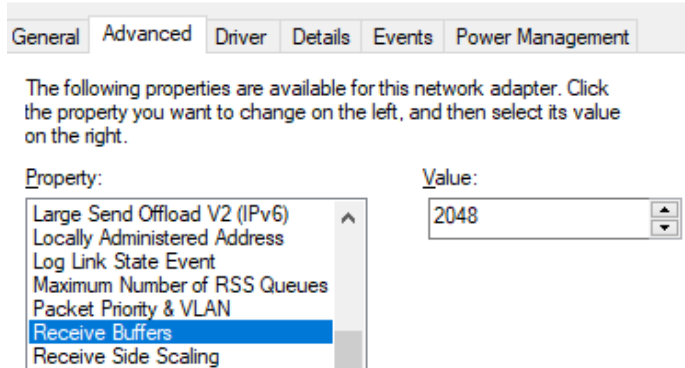 General Advanced Driver Details Events Power Management
The following properties are available for this network adapter. Click
the property you want to change on the left, and then select its value
on the right.
Property:
Value:
Large Send Offload V2 (IPv6)
2048
Locally Administered Address
Log Link State Event
Maximum Number of RSS Queues
Packet Priority & VLAN
Receive Buffers
Receive Side Scaling